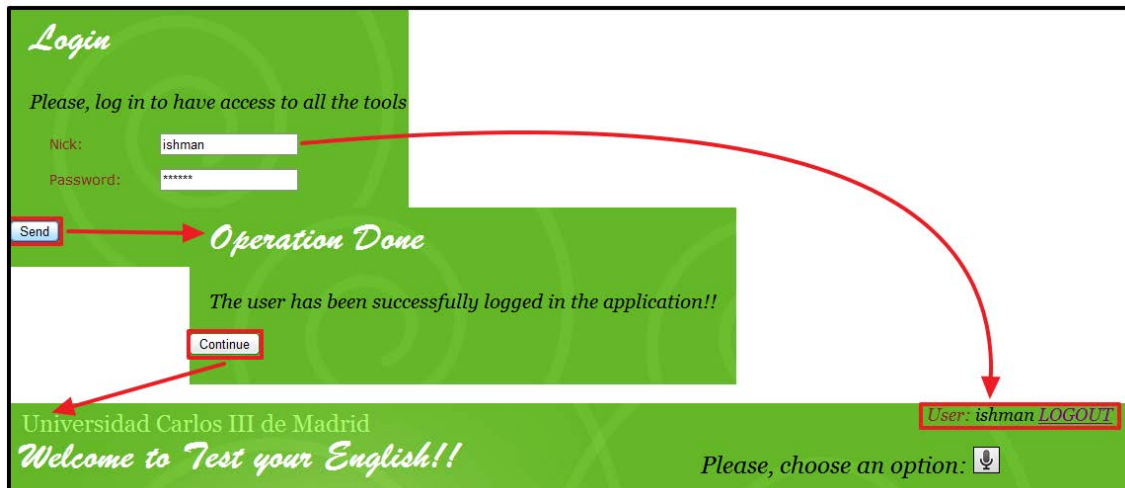 Login
Please, log in to have access to all the tools
Nick: ishman
Password: ******
Send
Operation Done
The user has been successfully logged in the application!!
Continue
Universidad Carlos III de Madrid
User: ishman LOGOUT
Welcome to Test your English!!
Please, choose an option: